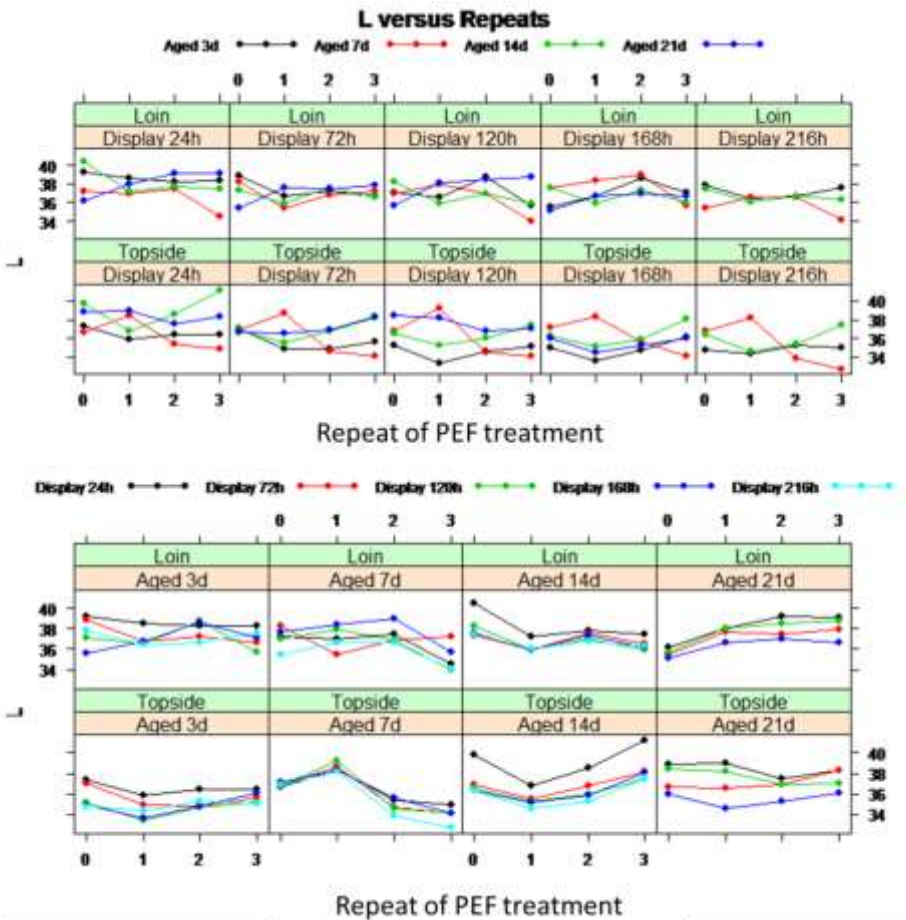 L versus Repeats
Aged 3d Aged 7d Aged 14d Aged 21d
0 1 2 3 0 1 2 3
Loin Loin Loin Loin Loin
Display 24h Display 72h Display 120h Display 168h Display 216h
40
38
36
34
Topside Topside Topside Topside Topside
Display 24h Display 72h Display 120h Display 168h Display 216h
L
40
38
36
34
0 1 2 3 0 1 2 3 0 1 2 3
Repeat of PEF treatment
Display 24h Display 72h Display 120h Display 168h Display 216h
0 1 2 3 0 1 2 3
Loin Loin Loin Loin
Aged 3d Aged 7d Aged 14d Aged 21d
40
38
36
34
Topside Topside Topside Topside
Aged 3d Aged 7d Aged 14d Aged 21d
L
40
38
36
34
0 1 2 3 0 1 2 3
Repeat of PEF treatment